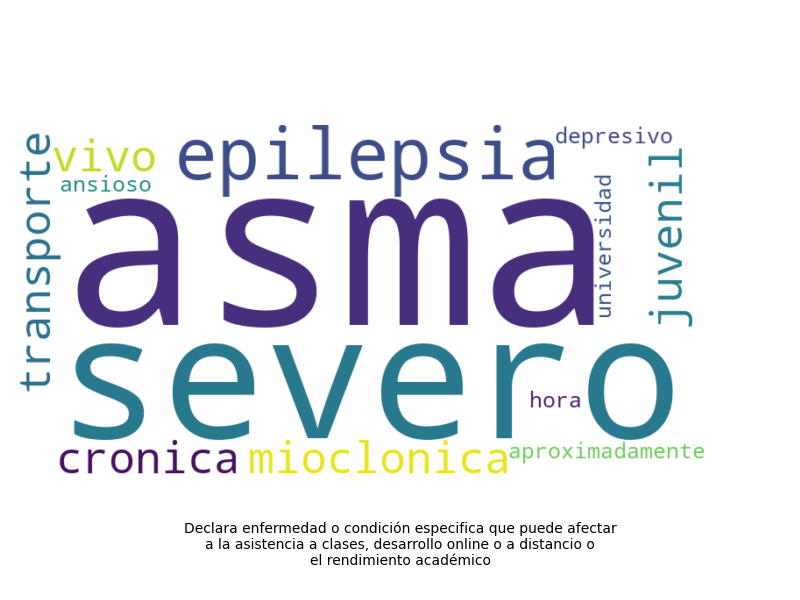 transporte
vivo
epilepsia
depresivo
ansioso
asma
universidad
juvenil
severo
hora
cronica
mioclonica
aproximadamente
Declara enfermedad o condición especifica que puede afectar
a la asistencia a clases, desarrollo online o a distancio o
el rendimiento académico